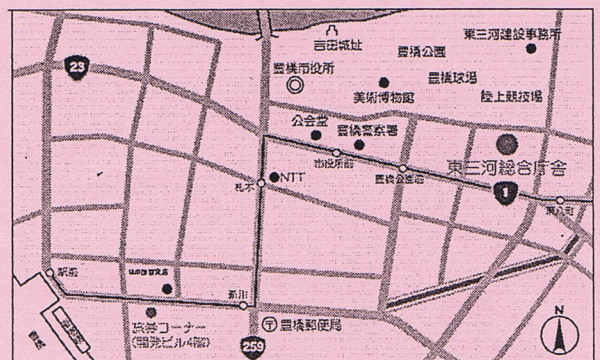 吉田城址
東三河建設事務所
豊橋公園
23
豊橋市役所
豊橋球場
美術博物館
陸上競技場
公会堂
豊橋警察署
市役所前
東三河総合庁舎
豊橋公園前
NTT
札木
1
東八町
駅前
新川
旅券コーナー
(開発ビル4階)
豊橋郵便局
259
N